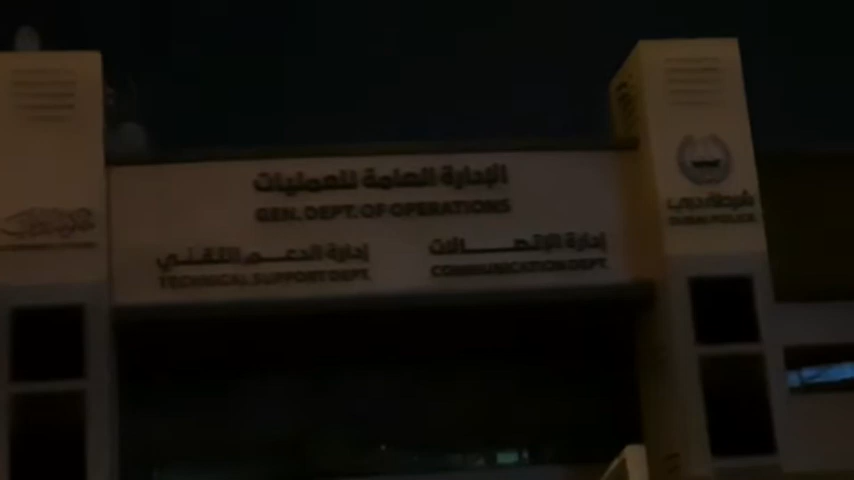 الإدارة العامة للعمليات
GEN. DEPT. OF OPERATIONS
إدارة الدعم التقني
TECHNICAL SUPPORT DEPT.
إدارة الاتصالات
COMMUNICATION DEPT.
شرطة دبي
DUBAI POLICE